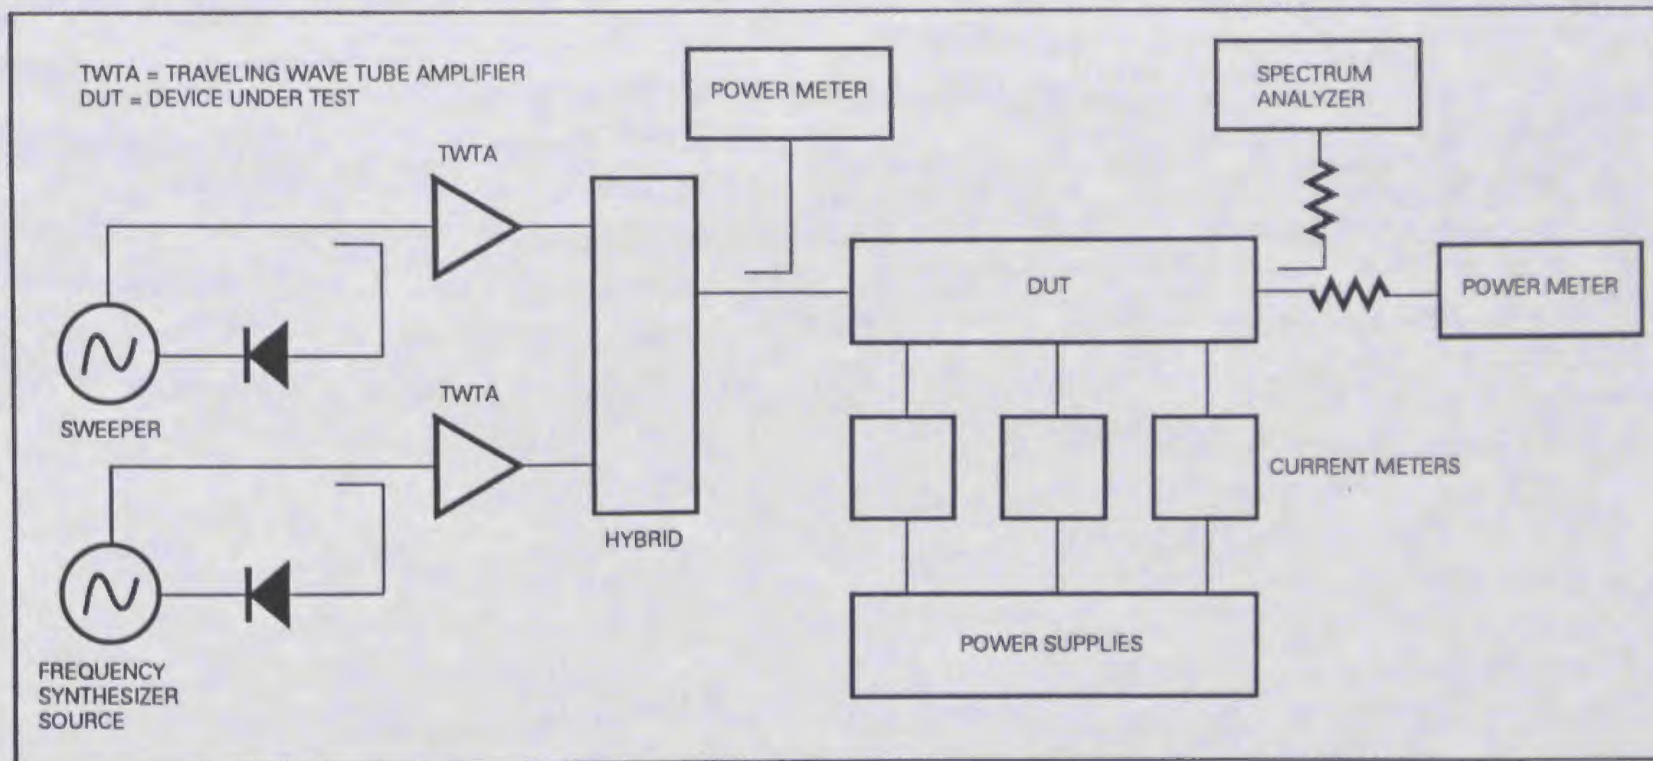 TWTA = TRAVELING WAVE TUBE AMPLIFIER
DUT = DEVICE UNDER TEST
POWER METER
SPECTRUM
ANALYZER
TWTA
DUT
POWER METER
SWEEPER
TWTA
CURRENT METERS
HYBRID
POWER SUPPLIES
FREQUENCY
SYNTHESIZER
SOURCE